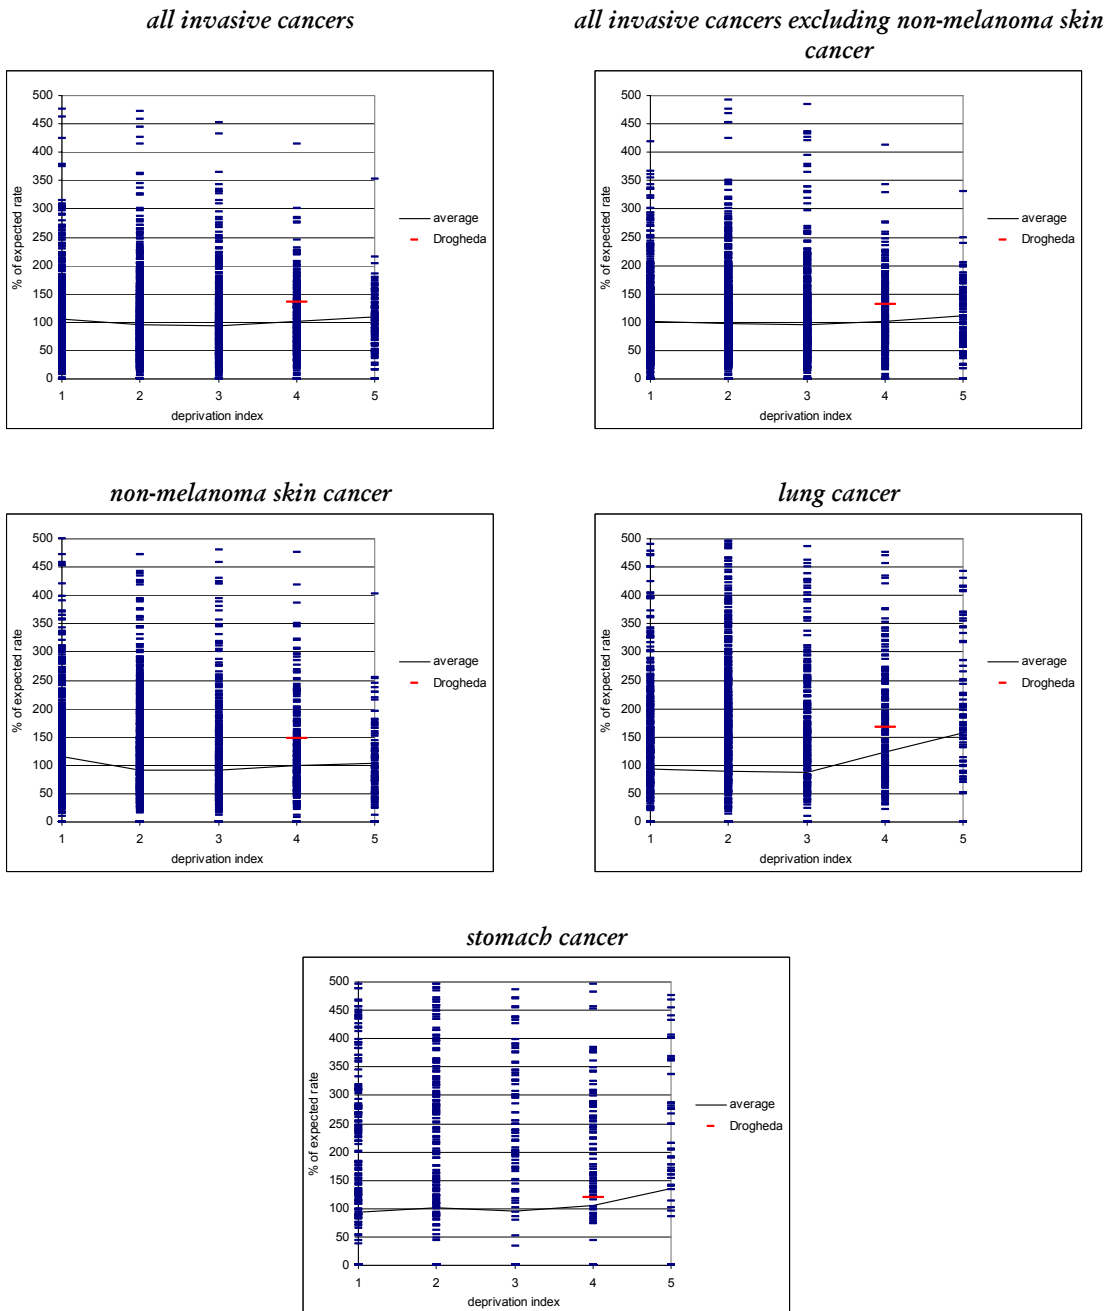 all invasive cancers
all invasive cancers excluding non-melanoma skin
cancer
500
450
400
350
300
250
200
150
100
50
0
% of expected rate
1 2 3 4 5
deprivation index
average
Drogheda
500
450
400
350
300
250
200
150
100
50
0
% of expected rate
1 2 3 4 5
deprivation index
average
Drogheda
non-melanoma skin cancer
lung cancer
500
450
400
350
300
250
200
150
100
50
0
% of expected rate
1 2 3 4 5
deprivation index
average
Drogheda
500
450
400
350
300
250
200
150
100
50
0
% of expected rate
1 2 3 4 5
deprivation index
average
Drogheda
stomach cancer
500
450
400
350
300
250
200
150
100
50
0
% of expected rate
1 2 3 4 5
deprivation index
average
Drogheda